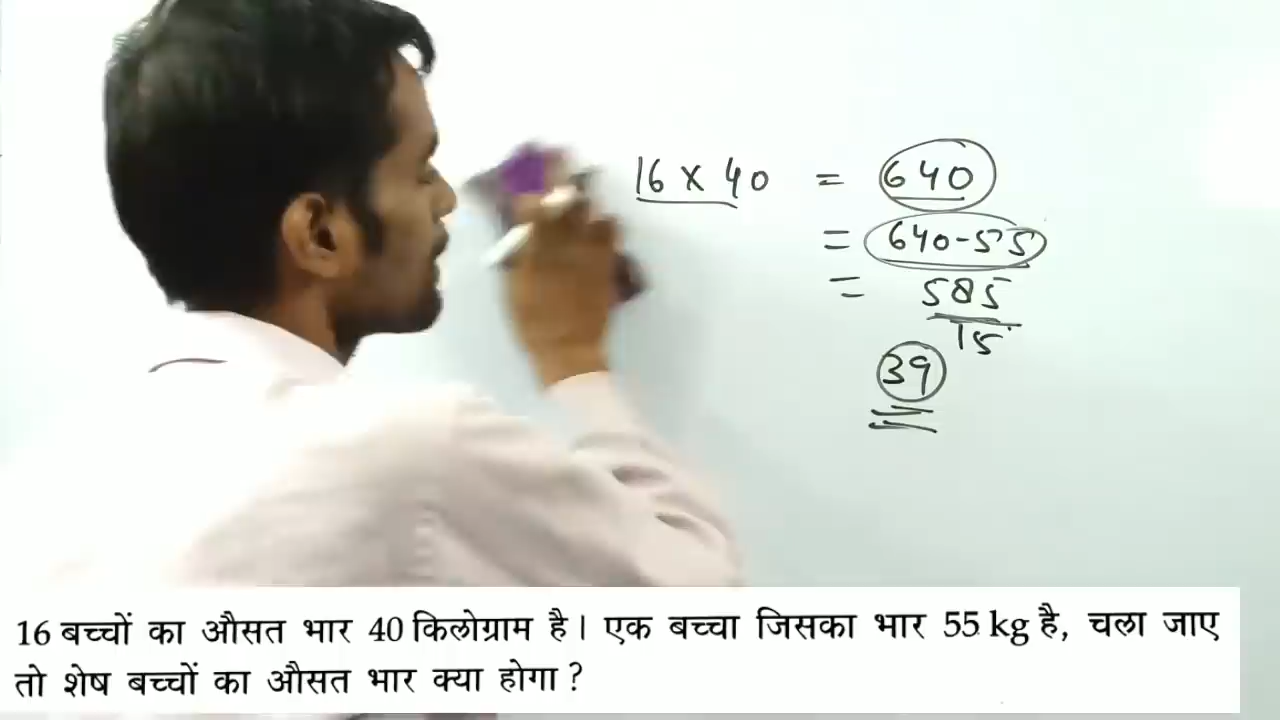 16 × 40 = 640
= 640-55
= 585
15
39
16 बच्चों का औसत भार 40 किलोग्राम है। एक बच्चा जिसका भार 55 kg है, चला जाए
तो शेष बच्चों का औसत भार क्या होगा ?